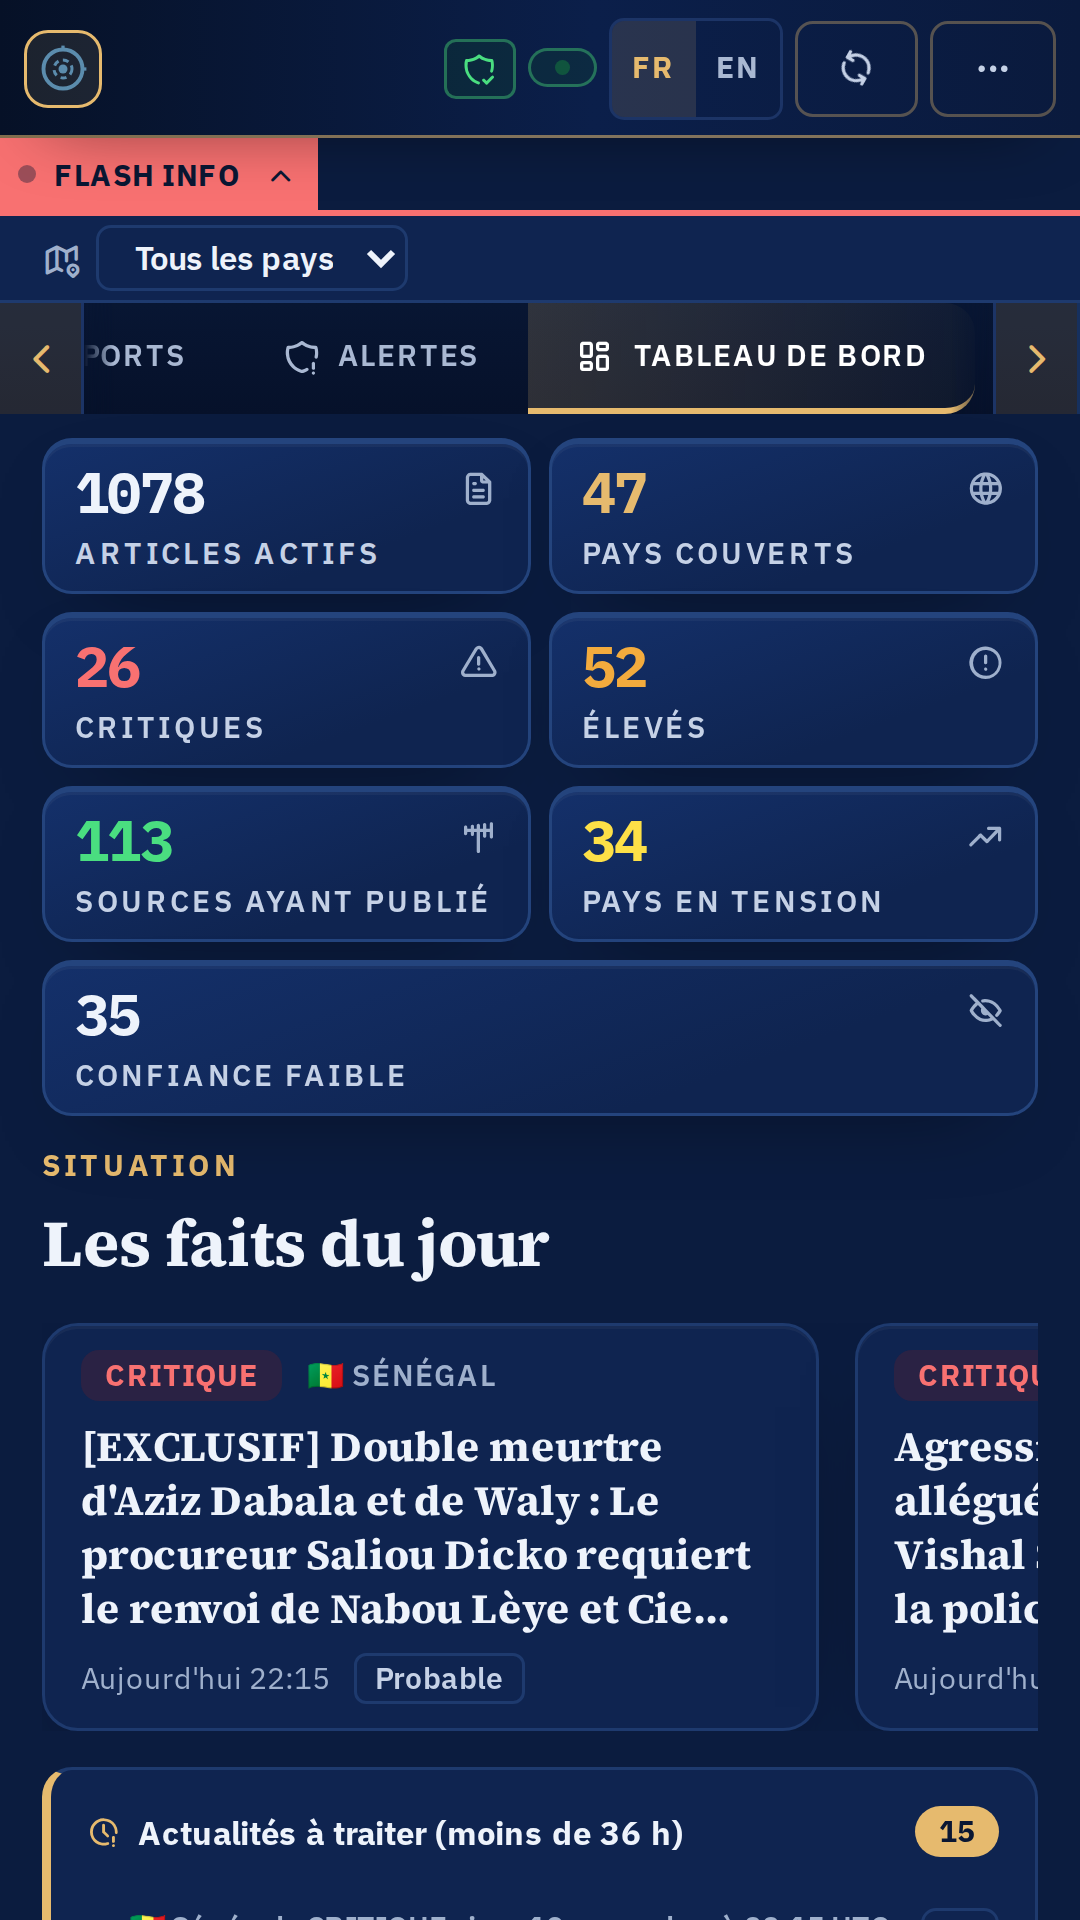 FR
EN
FLASH INFO
Tous les pays
PORTS
ALERTES
TABLEAU DE BORD
1078
ARTICLES ACTIFS
47
PAYS COUVERTS
26
CRITIQUES
52
ÉLEVÉS
113
SOURCES AYANT PUBLIÉ
34
PAYS EN TENSION
35
CONFIANCE FAIBLE
SITUATION
Les faits du jour
CRITIQUE
SÉNÉGAL
[EXCLUSIF] Double meurtre
d'Aziz Dabala et de Waly : Le
procureur Saliou Dicko requiert
le renvoi de Nabou Lèye et Cie...
Aujourd'hui 22:15
Probable
Vishal
Actualités à traiter (moins de 36 h)
15